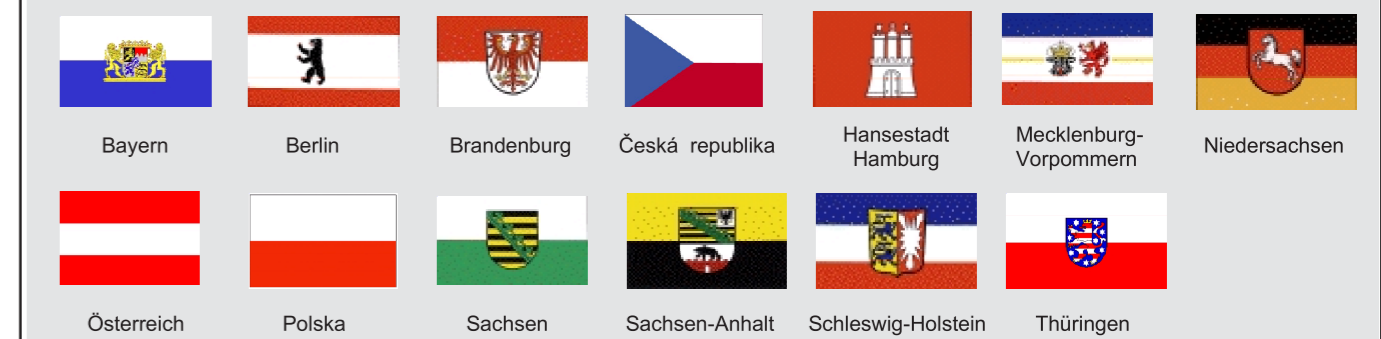 Bayern
Berlin
Brandenburg
Česká republika
Hansestadt
Hamburg
Mecklenburg-
Vorpommern
Niedersachsen
Österreich
Polska
Sachsen
Sachsen-Anhalt
Schleswig-Holstein
Thüringen